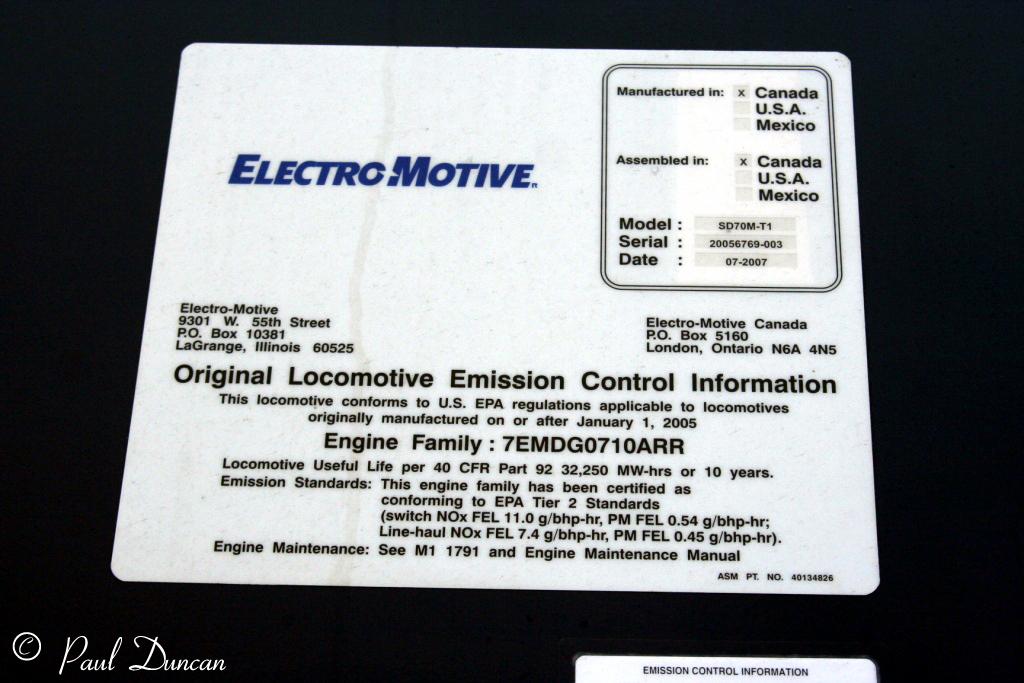 Manufactured in: x Canada
U.S.A.
Mexico
Assembled in: x Canada
U.S.A.
Mexico
Model : SD70M-T1
Serial : 20056769-003
Date : 07-2007
ELECTRO-MOTIVE
Electro-Motive
9301 W. 55th Street
P.O. Box 10381
LaGrange, Illinois 60525
Electro-Motive Canada
P.O. Box 5160
London, Ontario N6A 4N5
Original Locomotive Emission Control Information
This locomotive conforms to U.S. EPA regulations applicable to locomotives
originally manufactured on or after January 1, 2005
Engine Family : 7EMDG0710ARR
Locomotive Useful Life per 40 CFR Part 92 32,250 MW-hrs or 10 years.
Emission Standards: This engine family has been certified as
conforming to EPA Tier 2 Standards
(switch NOx FEL 11.0 g/bhp-hr, PM FEL 0.54 g/bhp-hr;
Line-haul NOx FEL 7.4 g/bhp-hr, PM FEL 0.45 g/bhp-hr).
Engine Maintenance: See M1 1791 and Engine Maintenance Manual
ASM PT. NO. 40134826
© Paul Duncan
EMISSION CONTROL INFORMATION